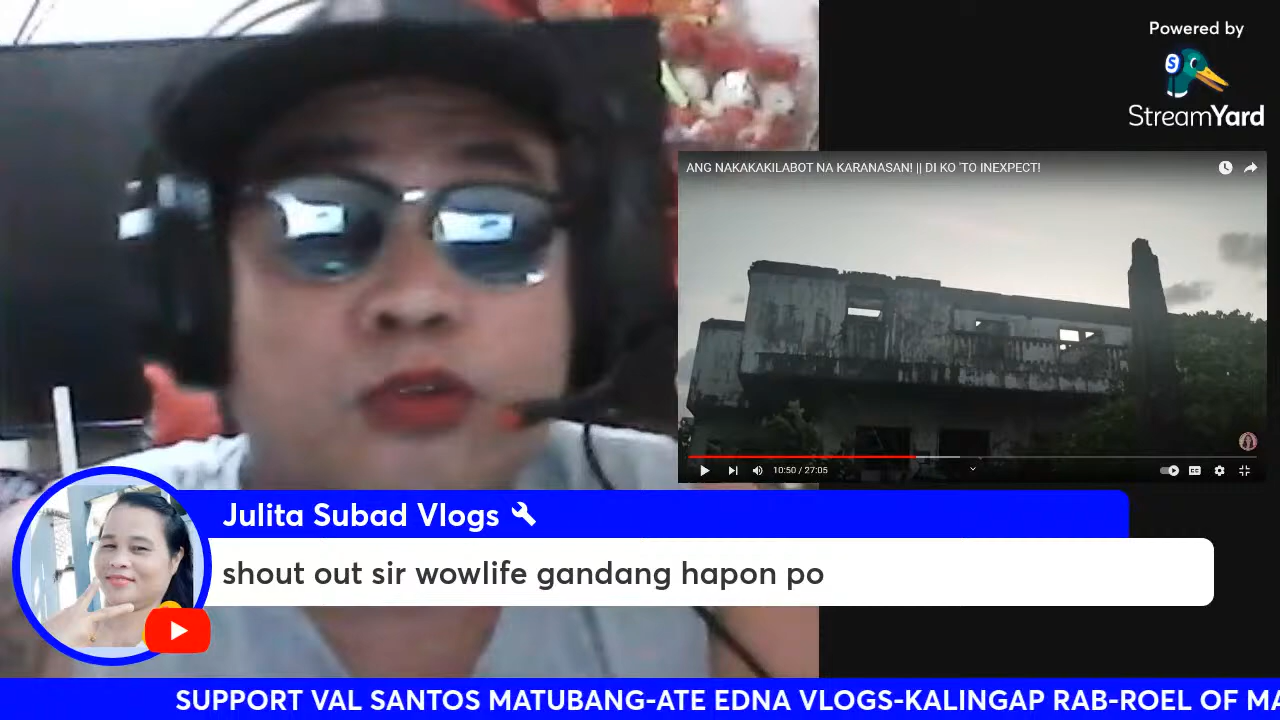 Powered by
StreamYard
ANG NAKAKAKILABOT NA KARANASAN! || DI KO 'TO INEXPECT!
10:50 / 27:05
Julita Subad Vlogs
shout out sir wowlife gandang hapon po
SUPPORT VAL SANTOS MATUBANG-ATE EDNA VLOGS-KALINGAP RAB-ROEL OF MA